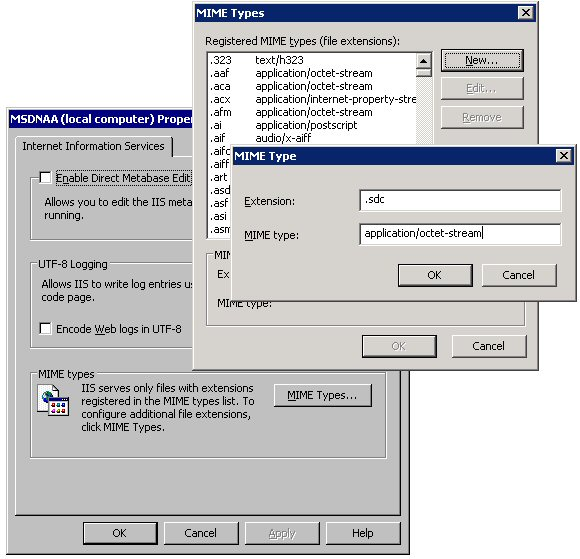 MIME Types
Registered MIME types (file extensions):
.323 text/h323
.aaf application/octet-stream
.aca application/octet-stream
.acx application/internet-property-stre
.afm application/octet-stream
.ai application/postscript
.aif audio/x-aiff
.aifc
.aiff
.art
.asd
.asf
.asi
.asm
New...
Edit...
Remove
MIME type:
OK
Cancel
MIME Type
Extension:
.sdc
MIME type:
application/octet-stream
OK
Cancel
MSDNAA (local computer) Prope
Internet Information Services
Enable Direct Metabase Edit
Allows you to edit the IIS meta
running.
UTF-8 Logging
Allows IIS to write log entries u
code page.
Encode Web logs in UTF-8
MIME types
IIS serves only files with extensions
registered in the MIME types list. To
configure additional file extensions,
click MIME Types.
MIME Types...
OK
Cancel
Apply
Help